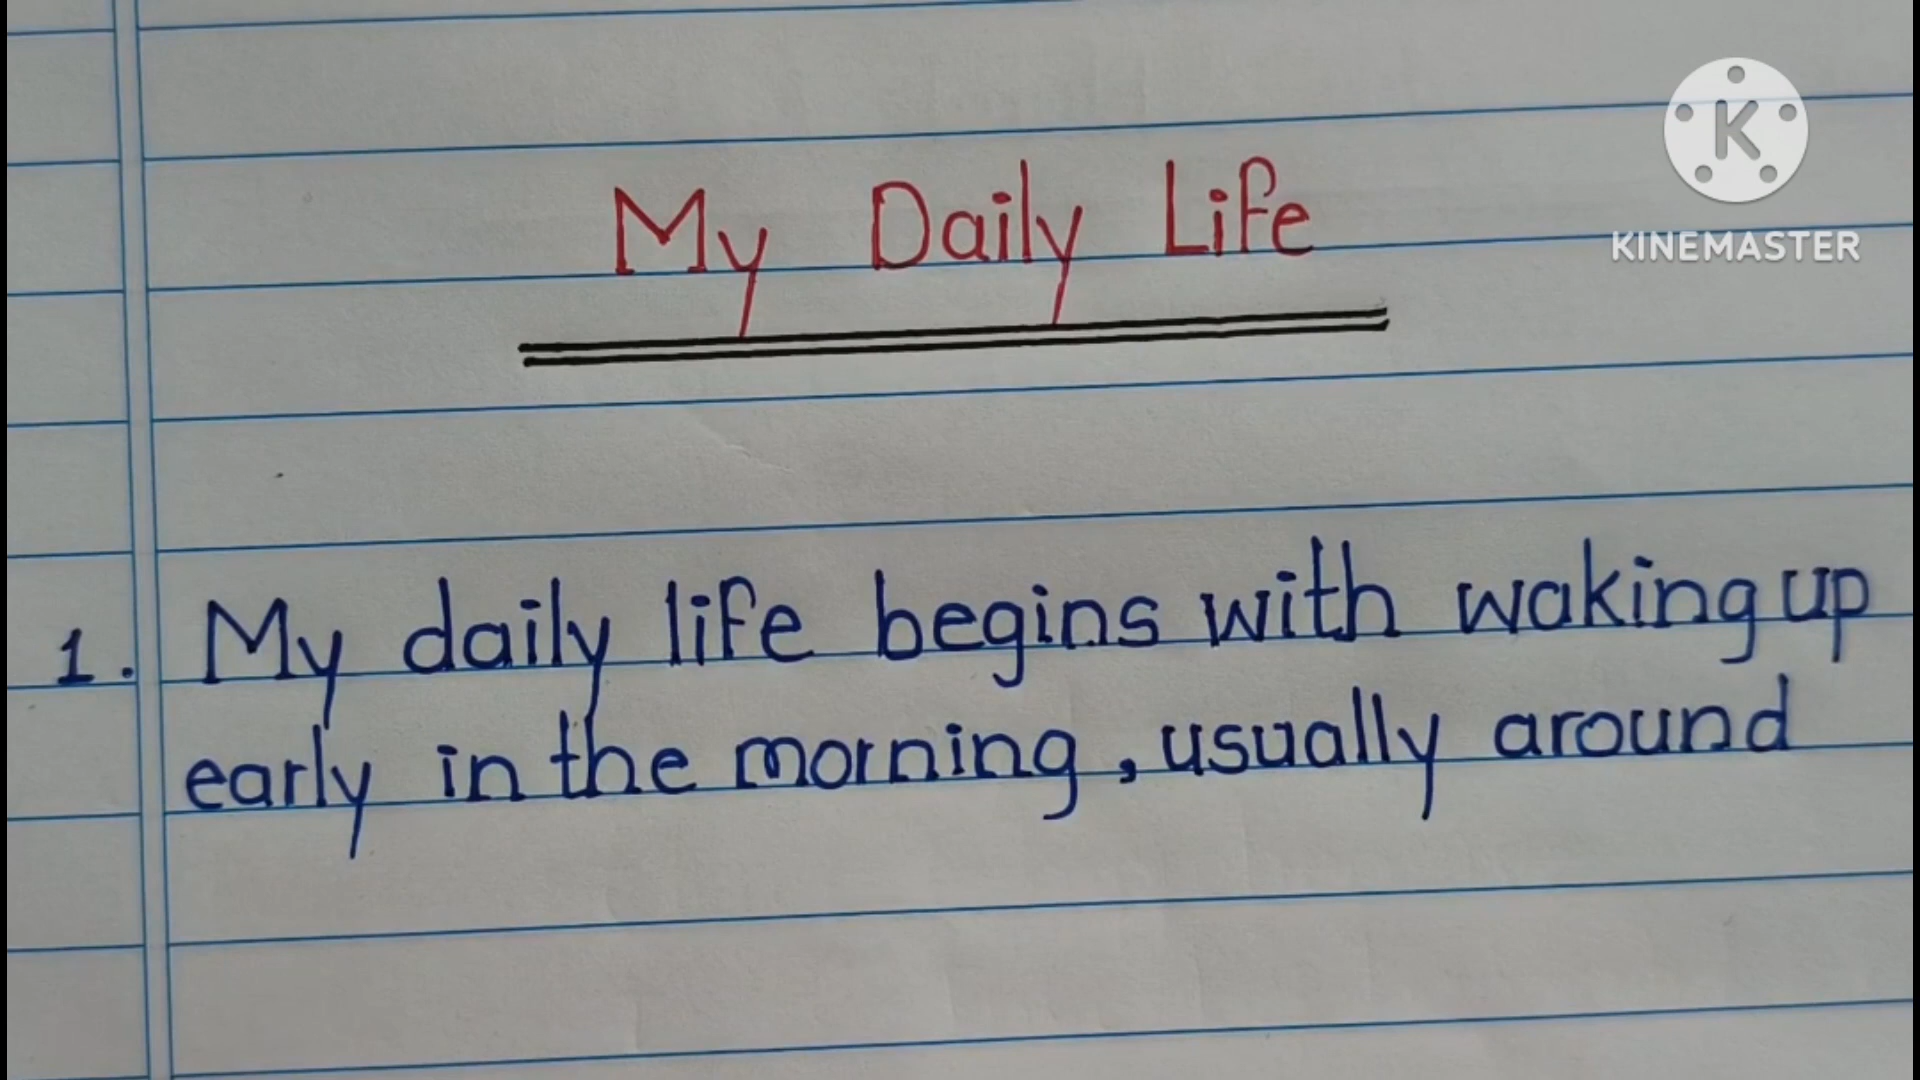 My Daily Life
K
KINEMASTER
1. My daily life begins with waking up
early in the morning, usually around